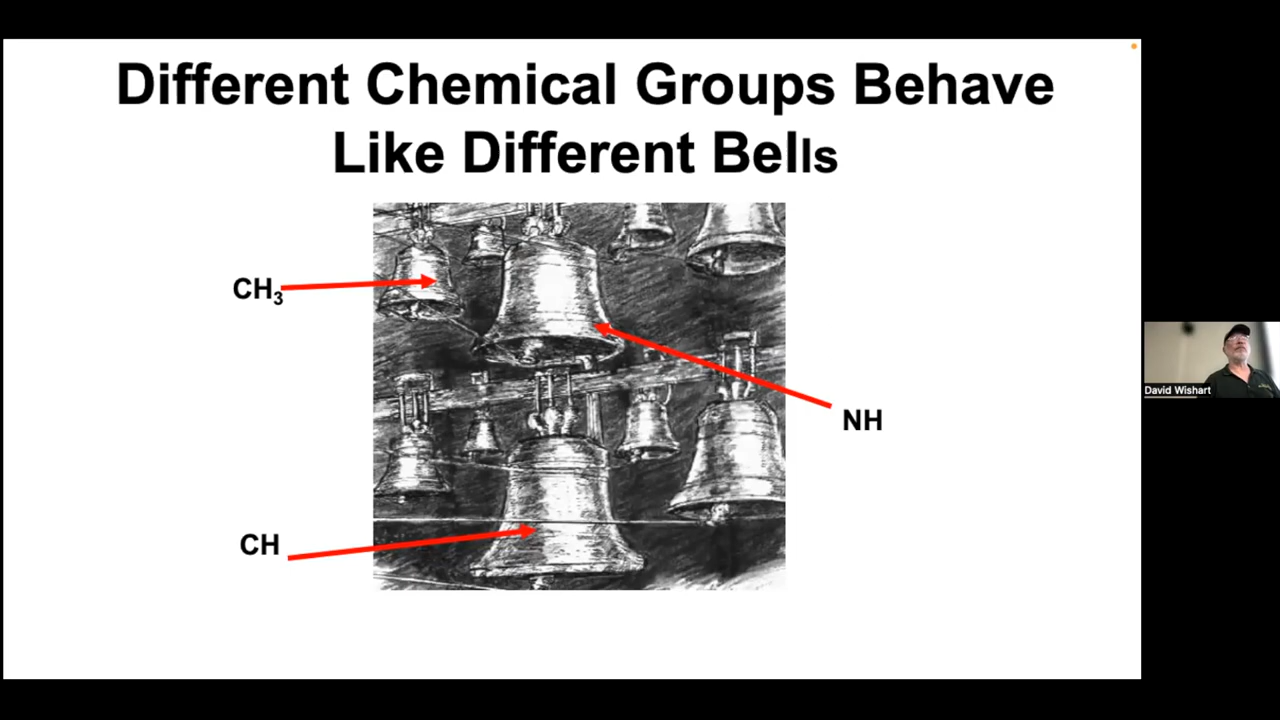 Different Chemical Groups Behave
Like Different Bells
CH₃
NH
CH
David Wishart